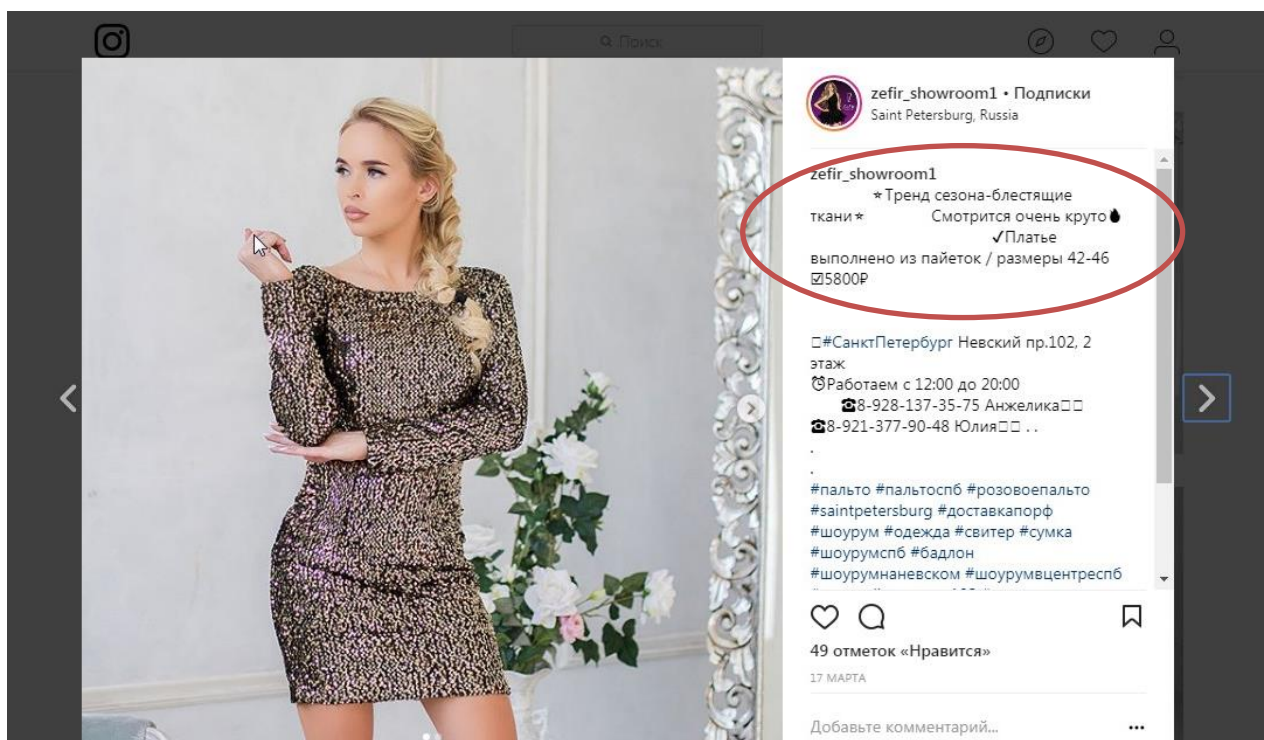 Поиск
zefir_showroom1 • Подписки
Saint Petersburg, Russia
zefir_showroom1
⭐Тренд сезона-блестящие
ткани⭐ Смотрится очень круто🔥
✔Платье
выполнено из пайеток / размеры 42-46
☑5800₽
□#СанктПетербург Невский пр.102, 2
этаж
⏰Работаем с 12:00 до 20:00
☎8-928-137-35-75 Анжелика□□
☎8-921-377-90-48 Юлия□□ . .
.
.
#пальто #пальтоспб #розовоепальто
#saintpetersburg #доставкапорф
#шоурум #одежда #свитер #сумка
#шоурумспб #бадлон
#шоурумнаневском #шоурумвцентреспб
49 отметок «Нравится»
17 МАРТА
Добавьте комментарий...